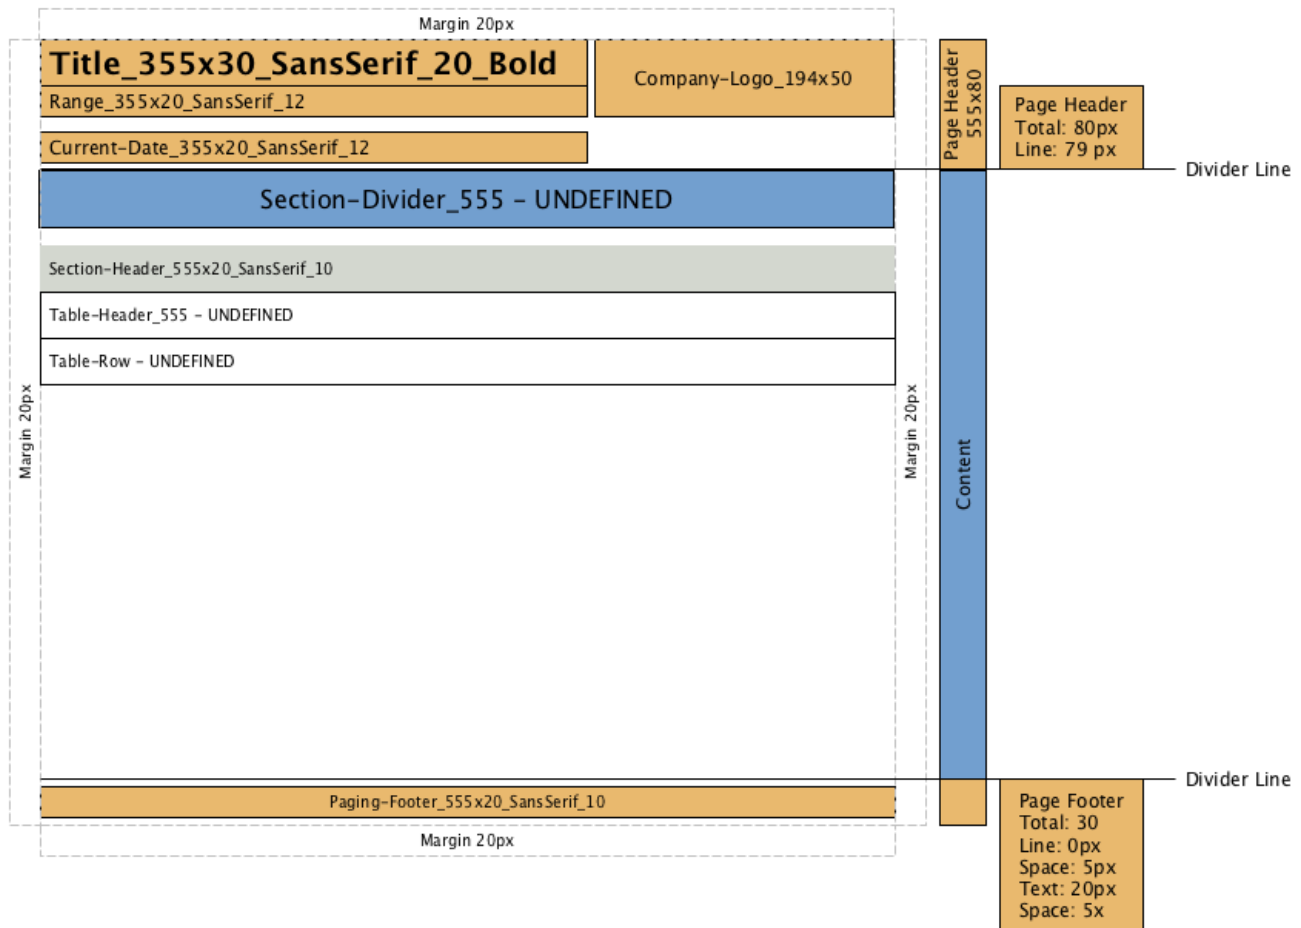 Margin 20px
Title_355x30_SansSerif_20_Bold
Company-Logo_194x50
Range_355x20_SansSerif_12
Current-Date_355x20_SansSerif_12
Page Header
555x80
Page Header
Total: 80px
Line: 79 px
Divider Line
Section-Divider_555 - UNDEFINED
Section-Header_555x20_SansSerif_10
Table-Header_555 - UNDEFINED
Table-Row - UNDEFINED
Margin 20px
Margin 20px
Content
Divider Line
Paging-Footer_555x20_SansSerif_10
Margin 20px
Page Footer
Total: 30
Line: 0px
Space: 5px
Text: 20px
Space: 5x